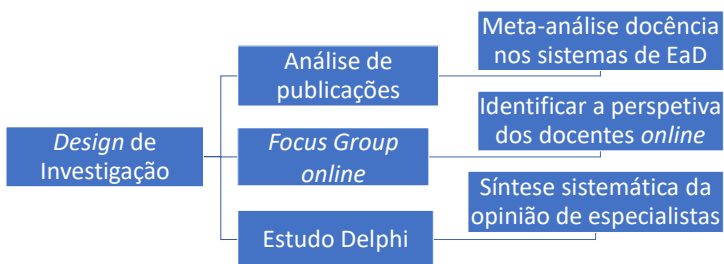 Design de
Investigação
Análise de
publicações
Meta-análise docência
nos sistemas de EaD
Focus Group
online
Identificar a perspetiva
dos docentes online
Estudo Delphi
Síntese sistemática da
opinião de especialistas